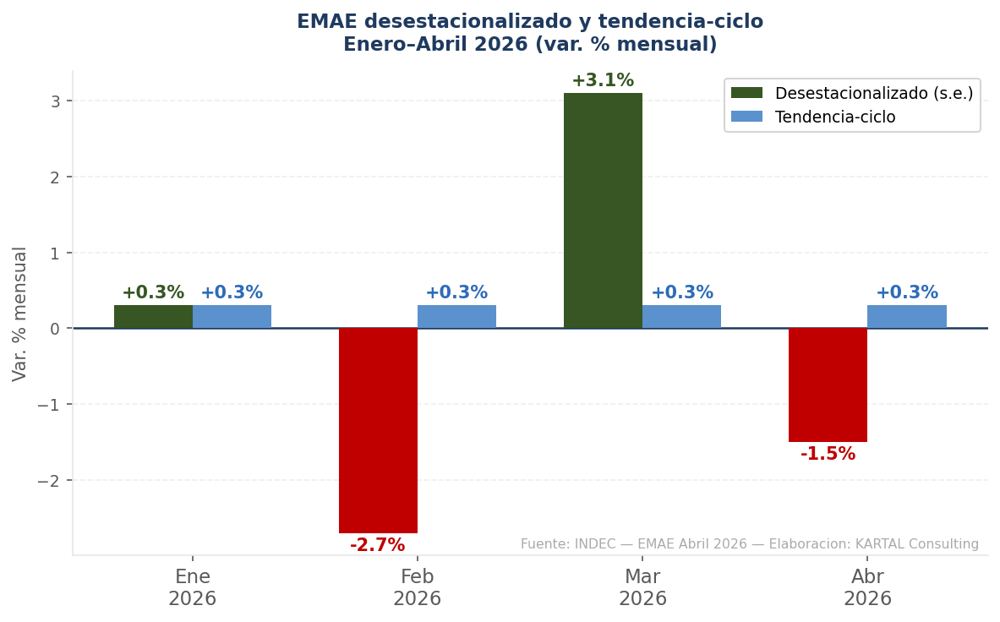 EMAE desestacionalizado y tendencia-ciclo
Enero–Abril 2026 (var. % mensual)
Desestacionalizado (s.e.)
Tendencia-ciclo
Var. % mensual
3
2
1
0
−1
−2
+0.3%
+0.3%
-2.7%
+0.3%
+3.1%
+0.3%
-1.5%
+0.3%
Fuente: INDEC — EMAE Abril 2026 — Elaboracion: KARTAL Consulting
Ene
2026
Feb
2026
Mar
2026
Abr
2026